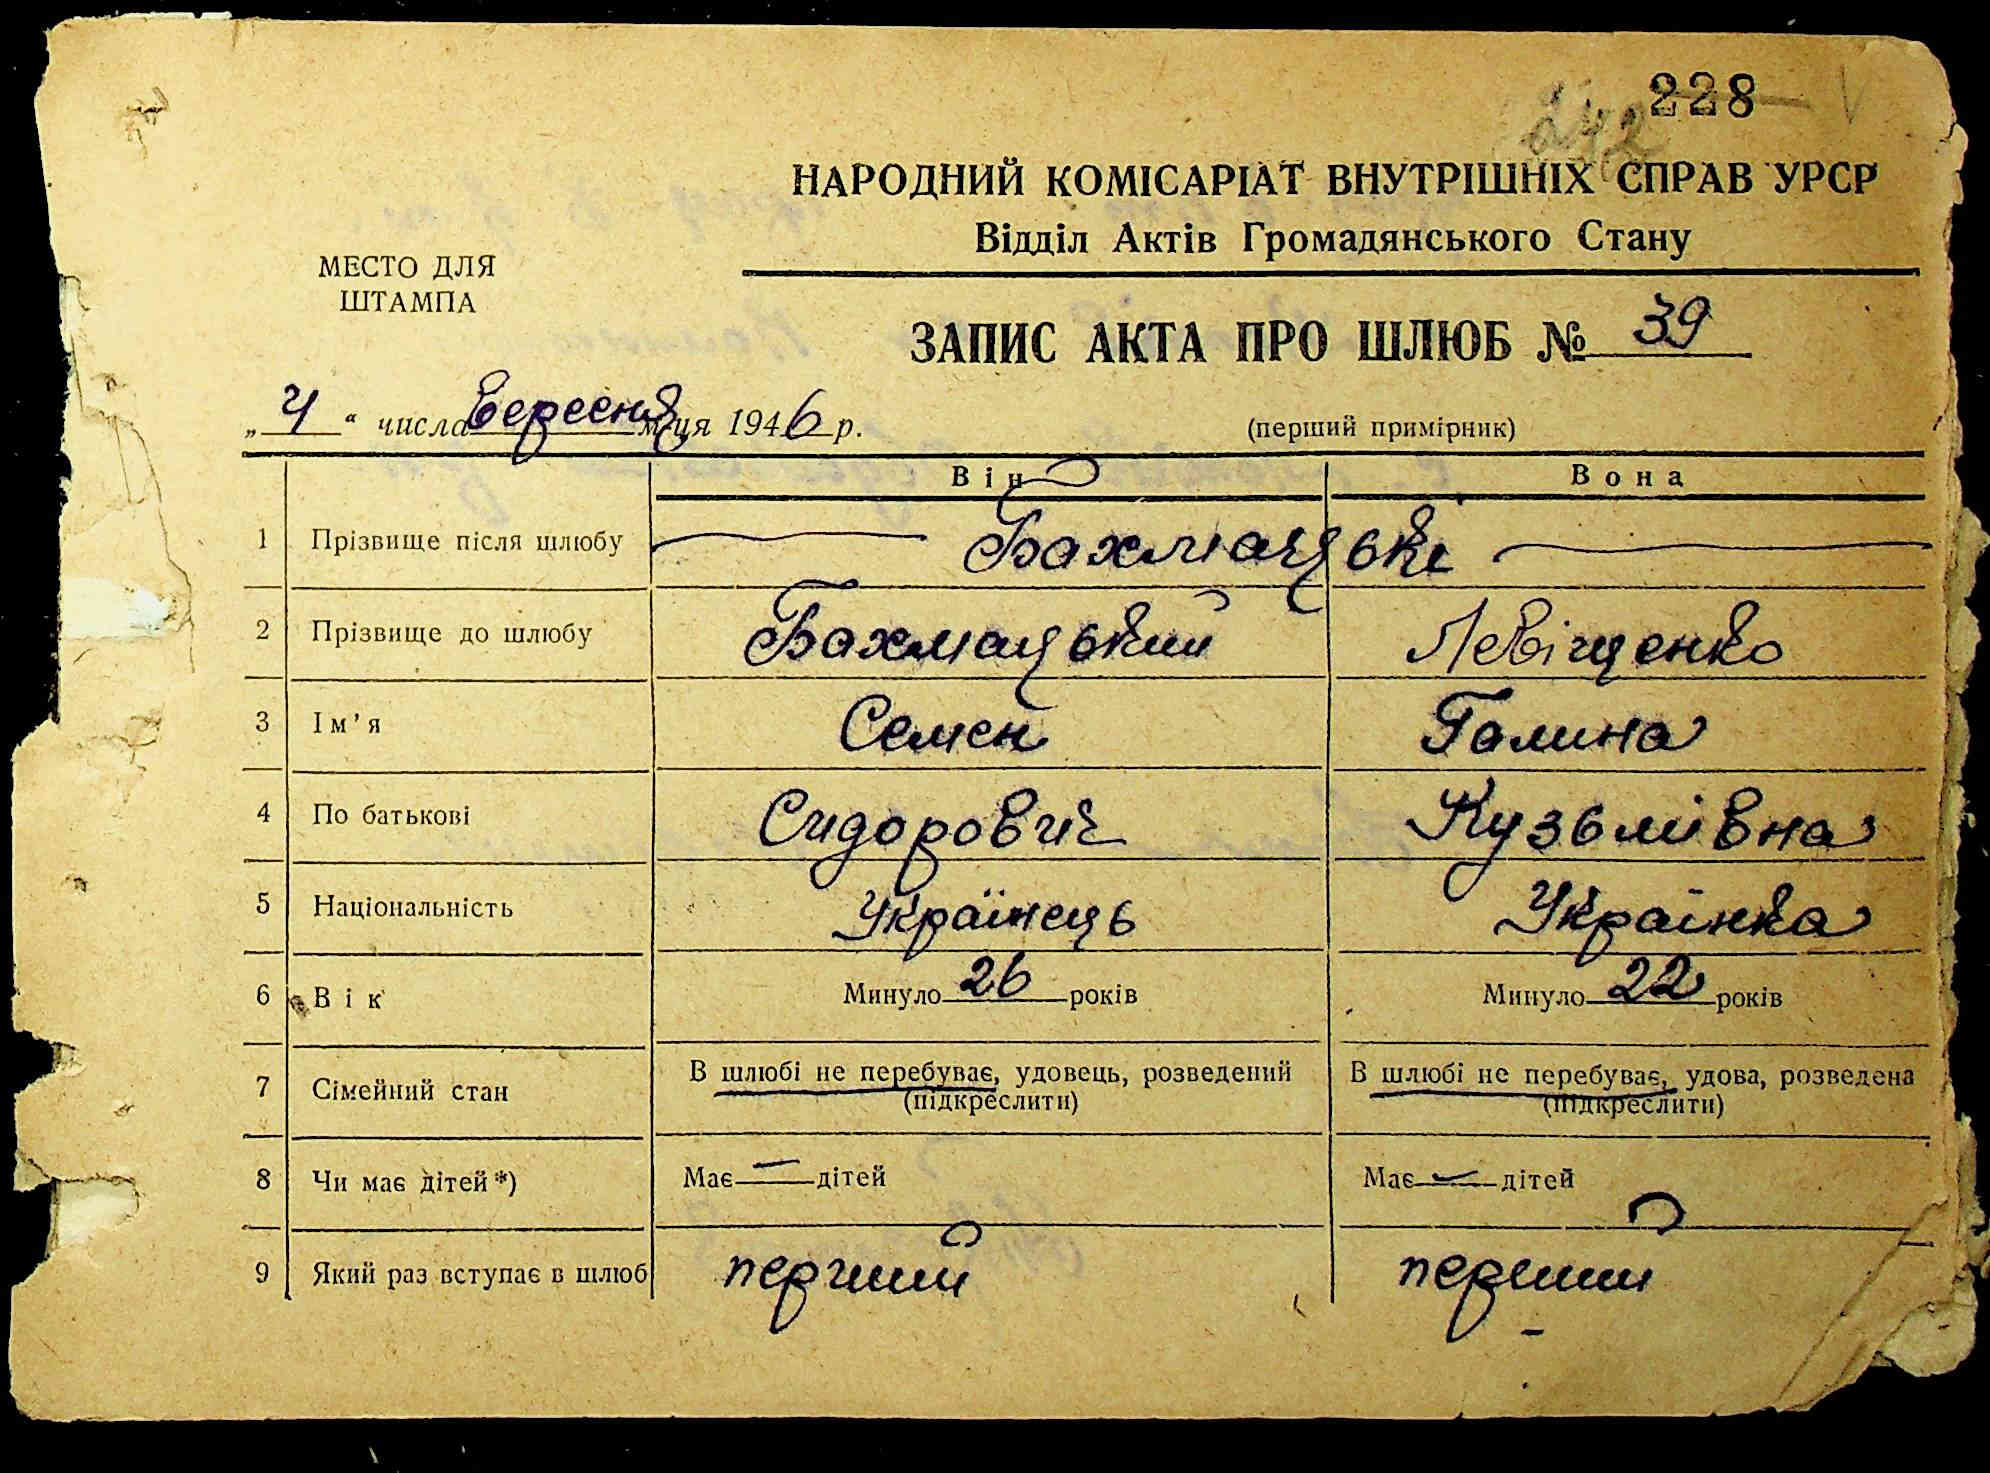 228
242
НАРОДНИЙ КОМІСАРІАТ ВНУТРІШНІХ СПРАВ УРСР
Відділ Актів Громадянського Стану
МЕСТО ДЛЯ
ШТАМПА
ЗАПИС АКТА ПРО ШЛЮБ № 39
„ 4 “ числа вересня м-ця 1946 р.
(перший примірник)
Він Вона
1 Прізвище після шлюбу Бахмацькі
2 Прізвище до шлюбу Бахмацький Левіщенко
3 Ім'я Семен Галина
4 По батькові Сидорович Кузьмівна
5 Національність Українець Українка
6 Вік Минуло 26 років Минуло 22 років
7 Сімейний стан В шлюбі не перебуває, удовець, розведений В шлюбі не перебуває, удова, розведена
(підкреслити) (підкреслити)
8 Чи має дітей *) Має — дітей Має — дітей
9 Який раз вступає в шлюб перший перший